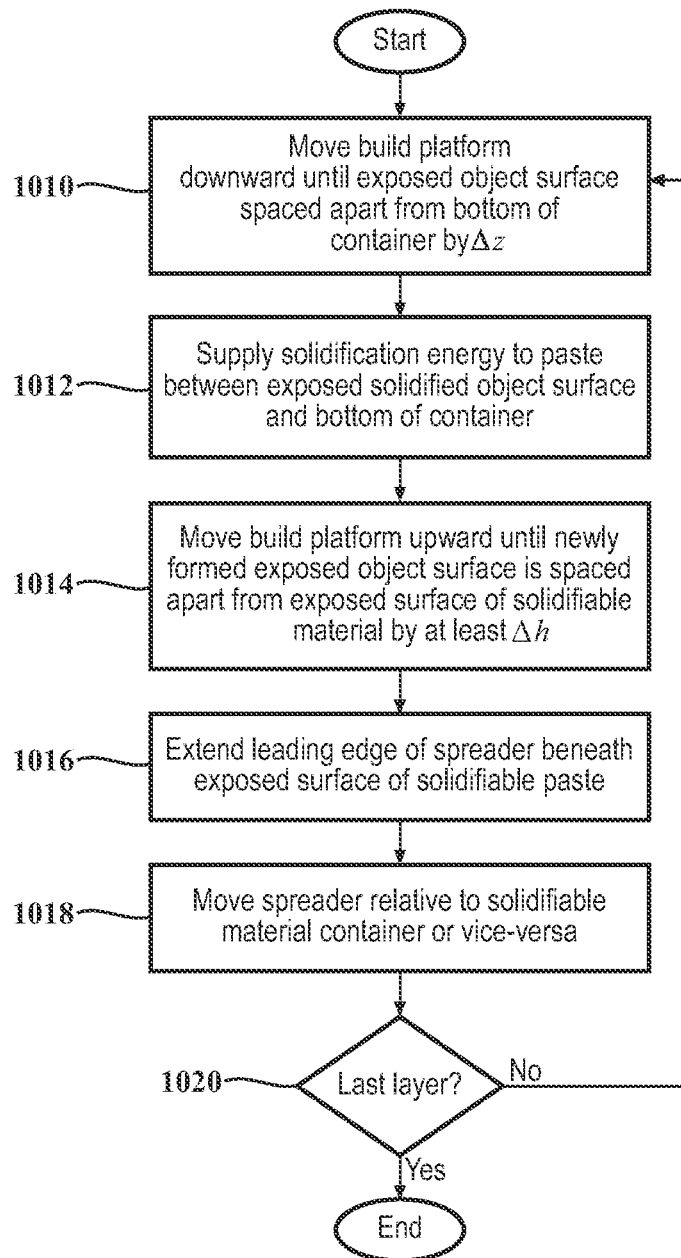 Start
1010
Move build platform
downward until exposed object surface
spaced apart from bottom of
container by Δz
1012
Supply solidification energy to paste
between exposed solidified object surface
and bottom of container
1014
Move build platform upward until newly
formed exposed object surface is spaced
apart from exposed surface of solidifiable
material by at least Δh
1016
Extend leading edge of spreader beneath
exposed surface of solidifiable paste
1018
Move spreader relative to solidifiable
material container or vice-versa
1020
Last layer?
No
Yes
End